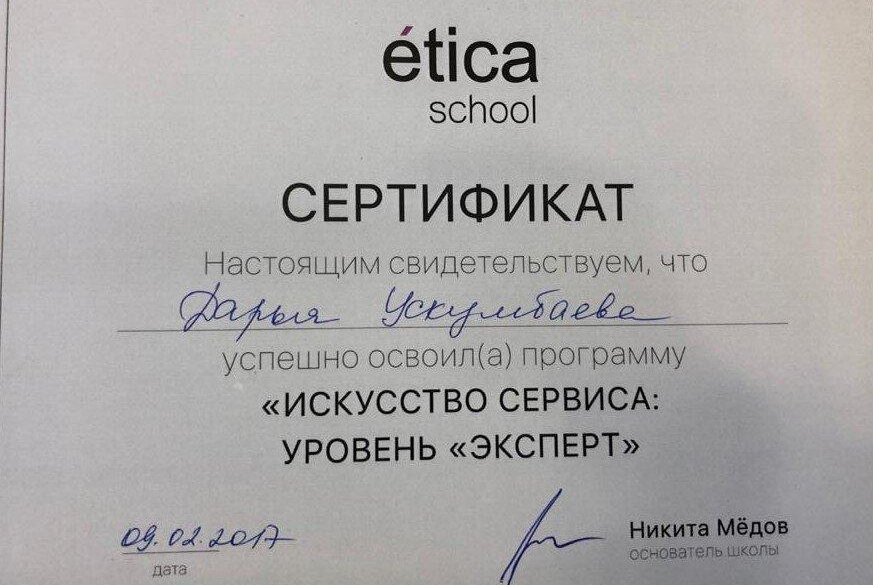 ética
school
СЕРТИФИКАТ
Настоящим свидетельствуем, что
Дарья Ускумбаева
успешно освоил(а) программу
«ИСКУССТВО СЕРВИСА:
УРОВЕНЬ «ЭКСПЕРТ»
09.02.2017
дата
Никита Мёдов
основатель школы